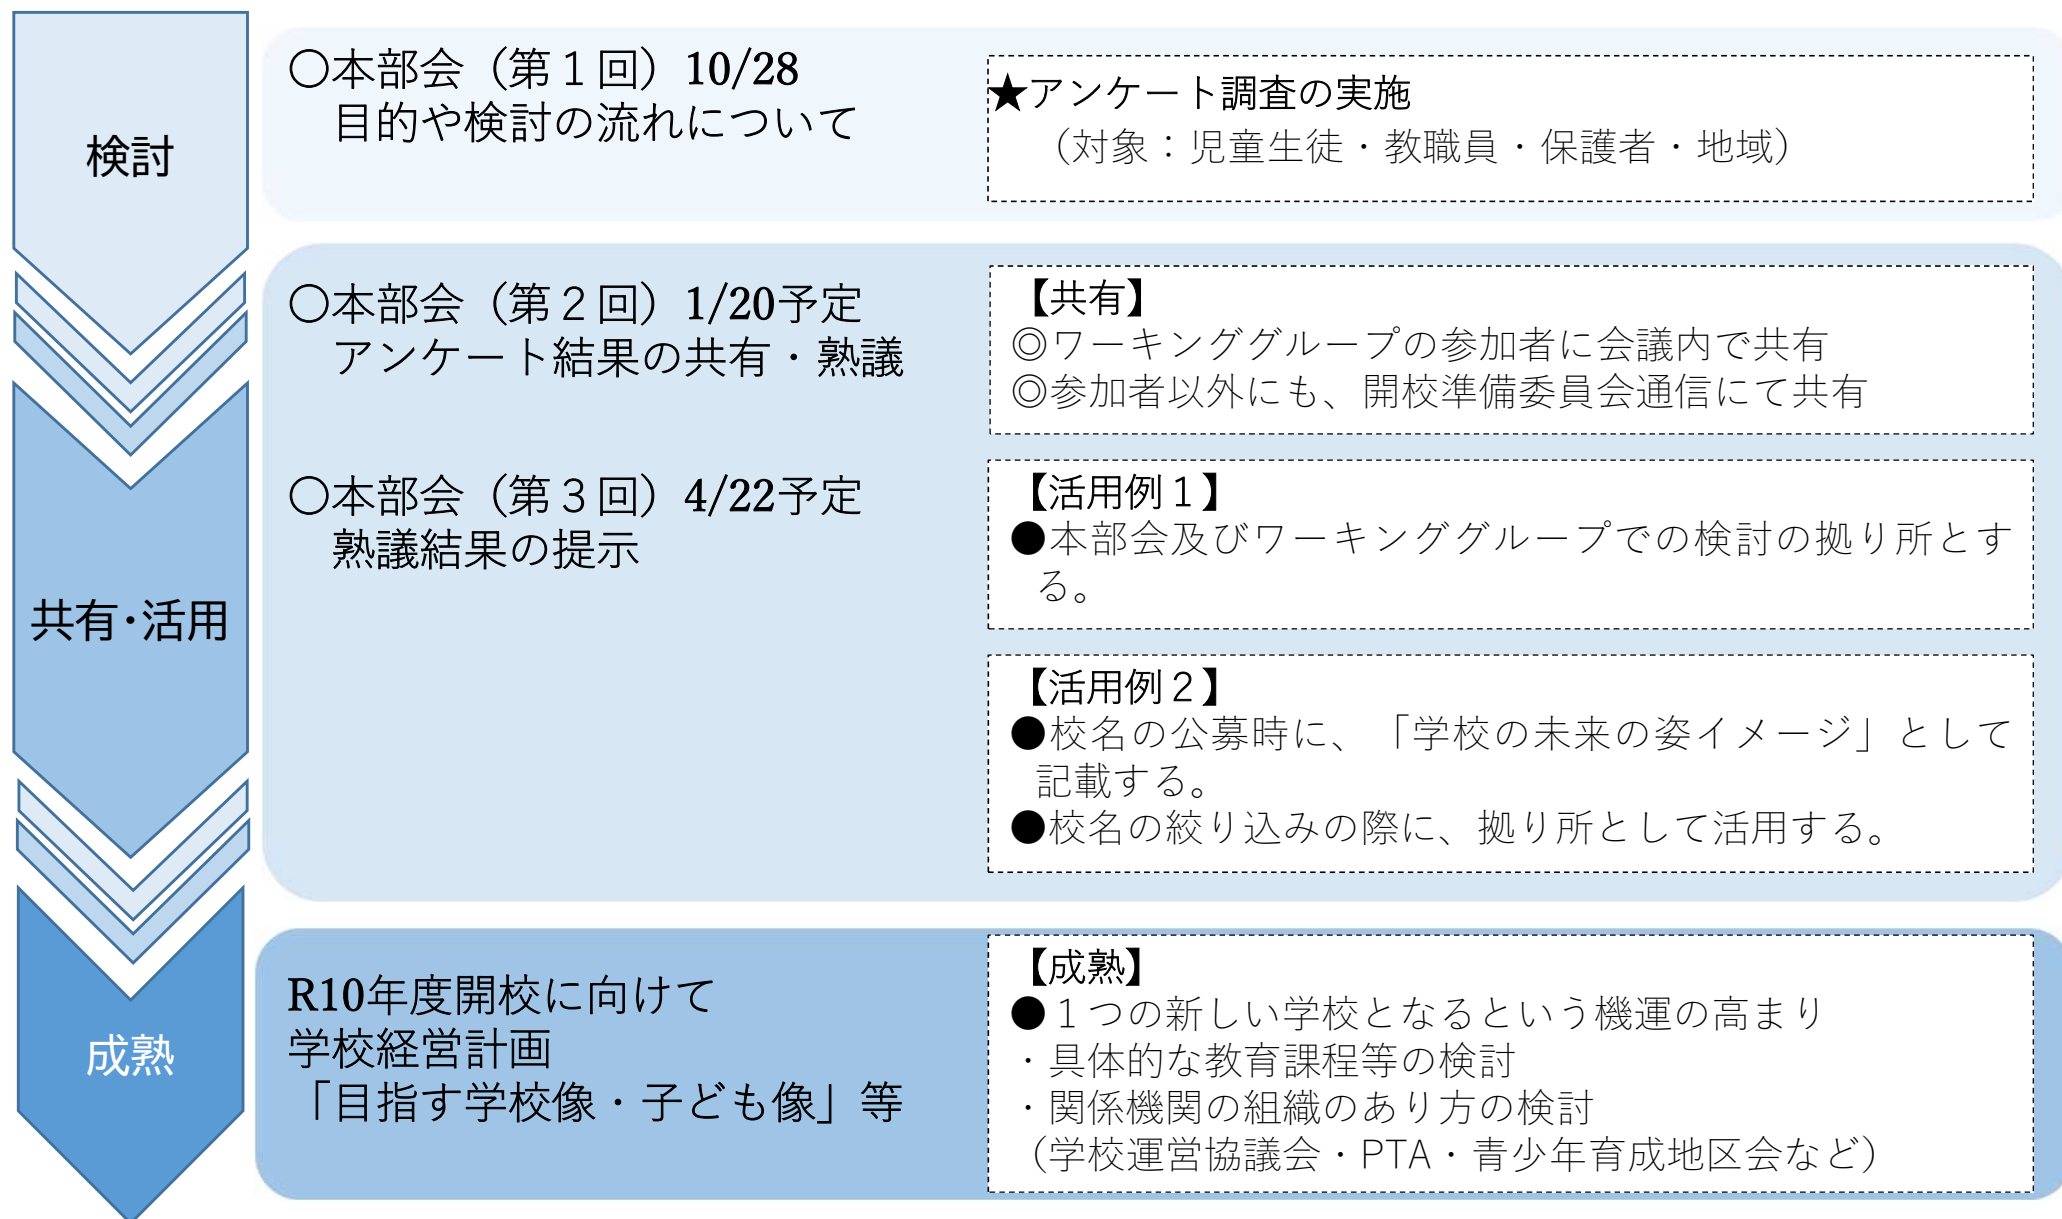 検討
○本部会（第１回）10/28
目的や検討の流れについて
★アンケート調査の実施
（対象：児童生徒・教職員・保護者・地域）
共有･活用
○本部会（第２回）1/20予定
アンケート結果の共有・熟議
【共有】
◎ワーキンググループの参加者に会議内で共有
◎参加者以外にも、開校準備委員会通信にて共有
○本部会（第３回）4/22予定
熟議結果の提示
【活用例１】
●本部会及びワーキンググループでの検討の拠り所とす
る。
【活用例２】
●校名の公募時に、「学校の未来の姿イメージ」として
記載する。
●校名の絞り込みの際に、拠り所として活用する。
成熟
R10年度開校に向けて
学校経営計画
「目指す学校像・子ども像」等
【成熟】
●１つの新しい学校となるという機運の高まり
・具体的な教育課程等の検討
・関係機関の組織のあり方の検討
（学校運営協議会・PTA・青少年育成地区会など）